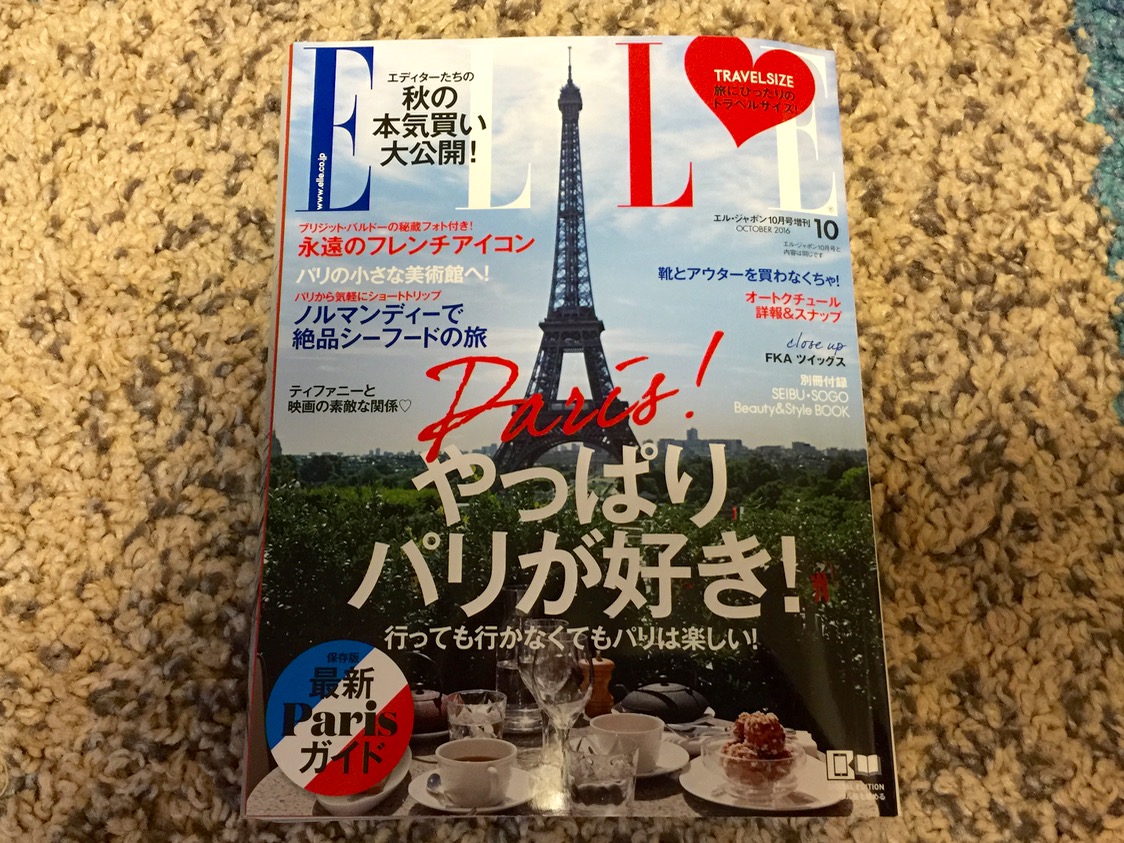 ELLE
www.elle.co.jp
エディターたちの
秋の
本気買い
大公開!
TRAVELSIZE
旅にぴったりの
トラベルサイズ!
エル・ジャポン10月号増刊 10
OCTOBER 2016
エル・ジャポン10月号と
内容は同じです
ブリジット・バルドーの秘蔵フォト付き!
永遠のフレンチアイコン
パリの小さな美術館へ!
パリから気軽にショートトリップ
ノルマンディーで
絶品シーフードの旅
ティファニーと
映画の素敵な関係♡
靴とアウターを買わなくちゃ!
オートクチュール
詳報&スナップ
close up
FKA ツイッグス
別冊付録
SEIBU・SOGO
Beauty&Style BOOK
Paris!
やっぱり
パリが好き!
行っても行かなくてもパリは楽しい!
保存版
最新
Paris
ガイド